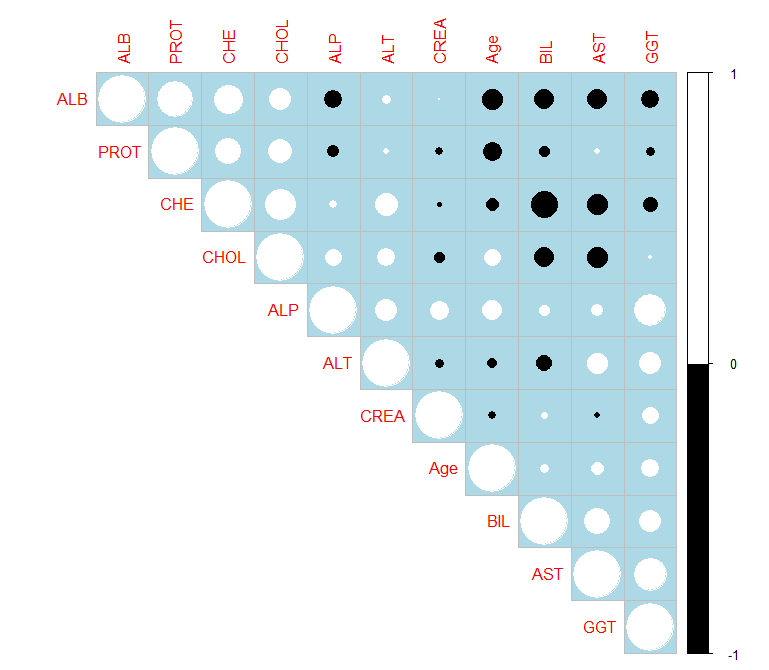 ALB PROT CHE CHOL ALP ALT CREA Age BIL AST GGT
1
ALB
PROT
CHE
CHOL
ALP
0
ALT
CREA
Age
BIL
AST
GGT
-1